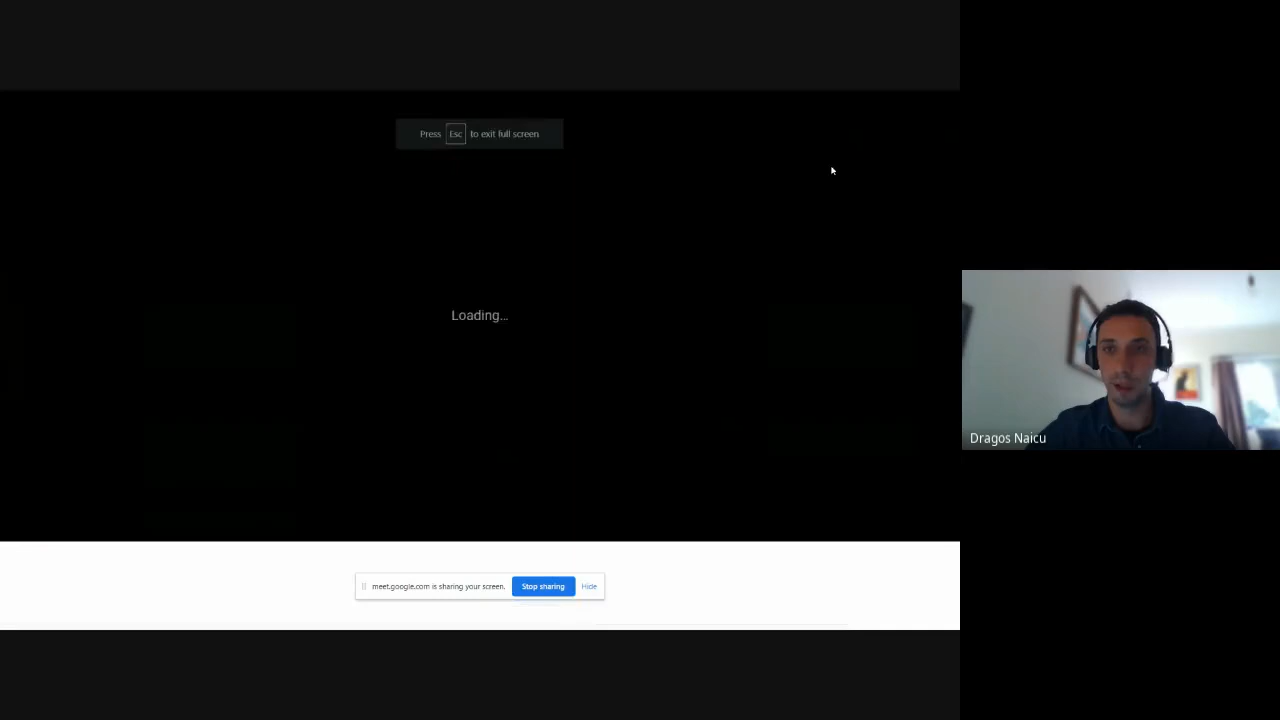 Press Esc to exit full screen
Loading...
Dragos Naicu
meet.google.com is sharing your screen. Stop sharing Hide